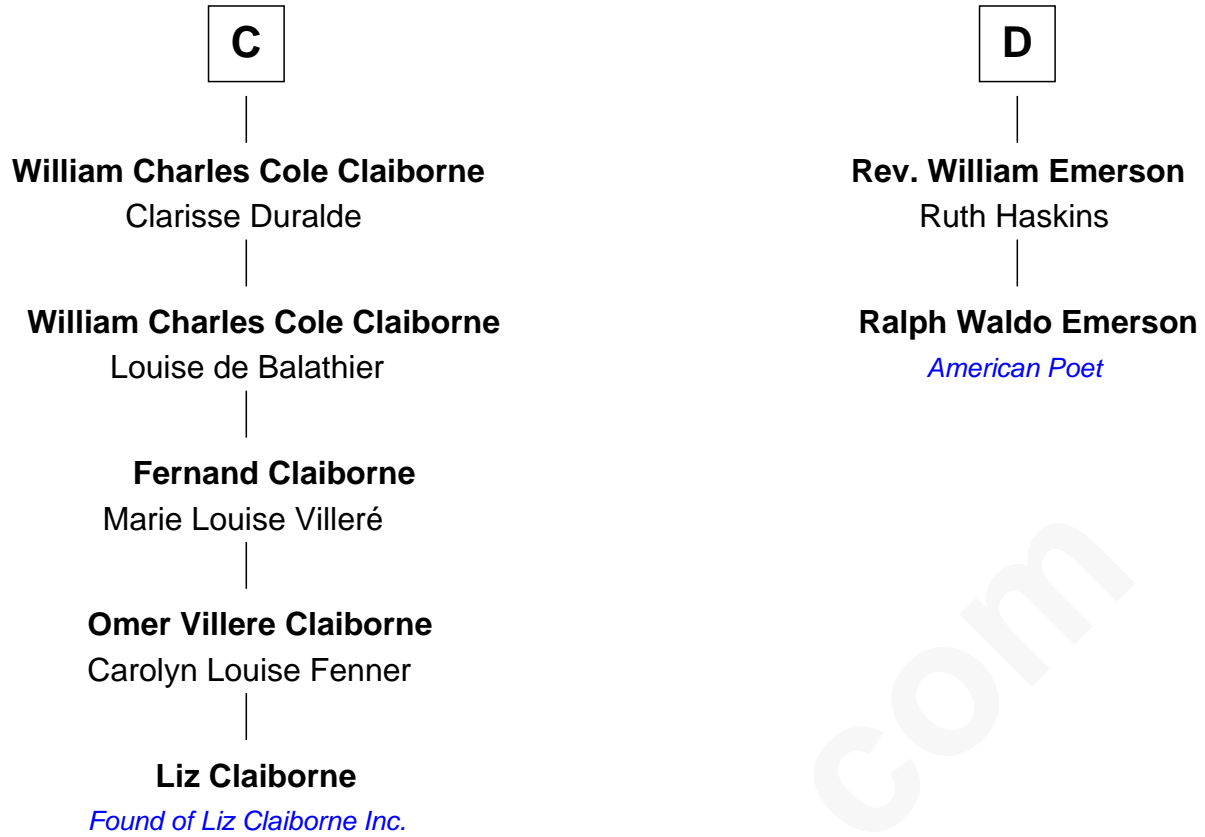 C
William Charles Cole Claiborne
Clarisse Duralde
William Charles Cole Claiborne
Louise de Balathier
Fernand Claiborne
Marie Louise Villeré
Omer Villere Claiborne
Carolyn Louise Fenner
Liz Claiborne
Found of Liz Claiborne Inc.
D
Rev. William Emerson
Ruth Haskins
Ralph Waldo Emerson
American Poet
com